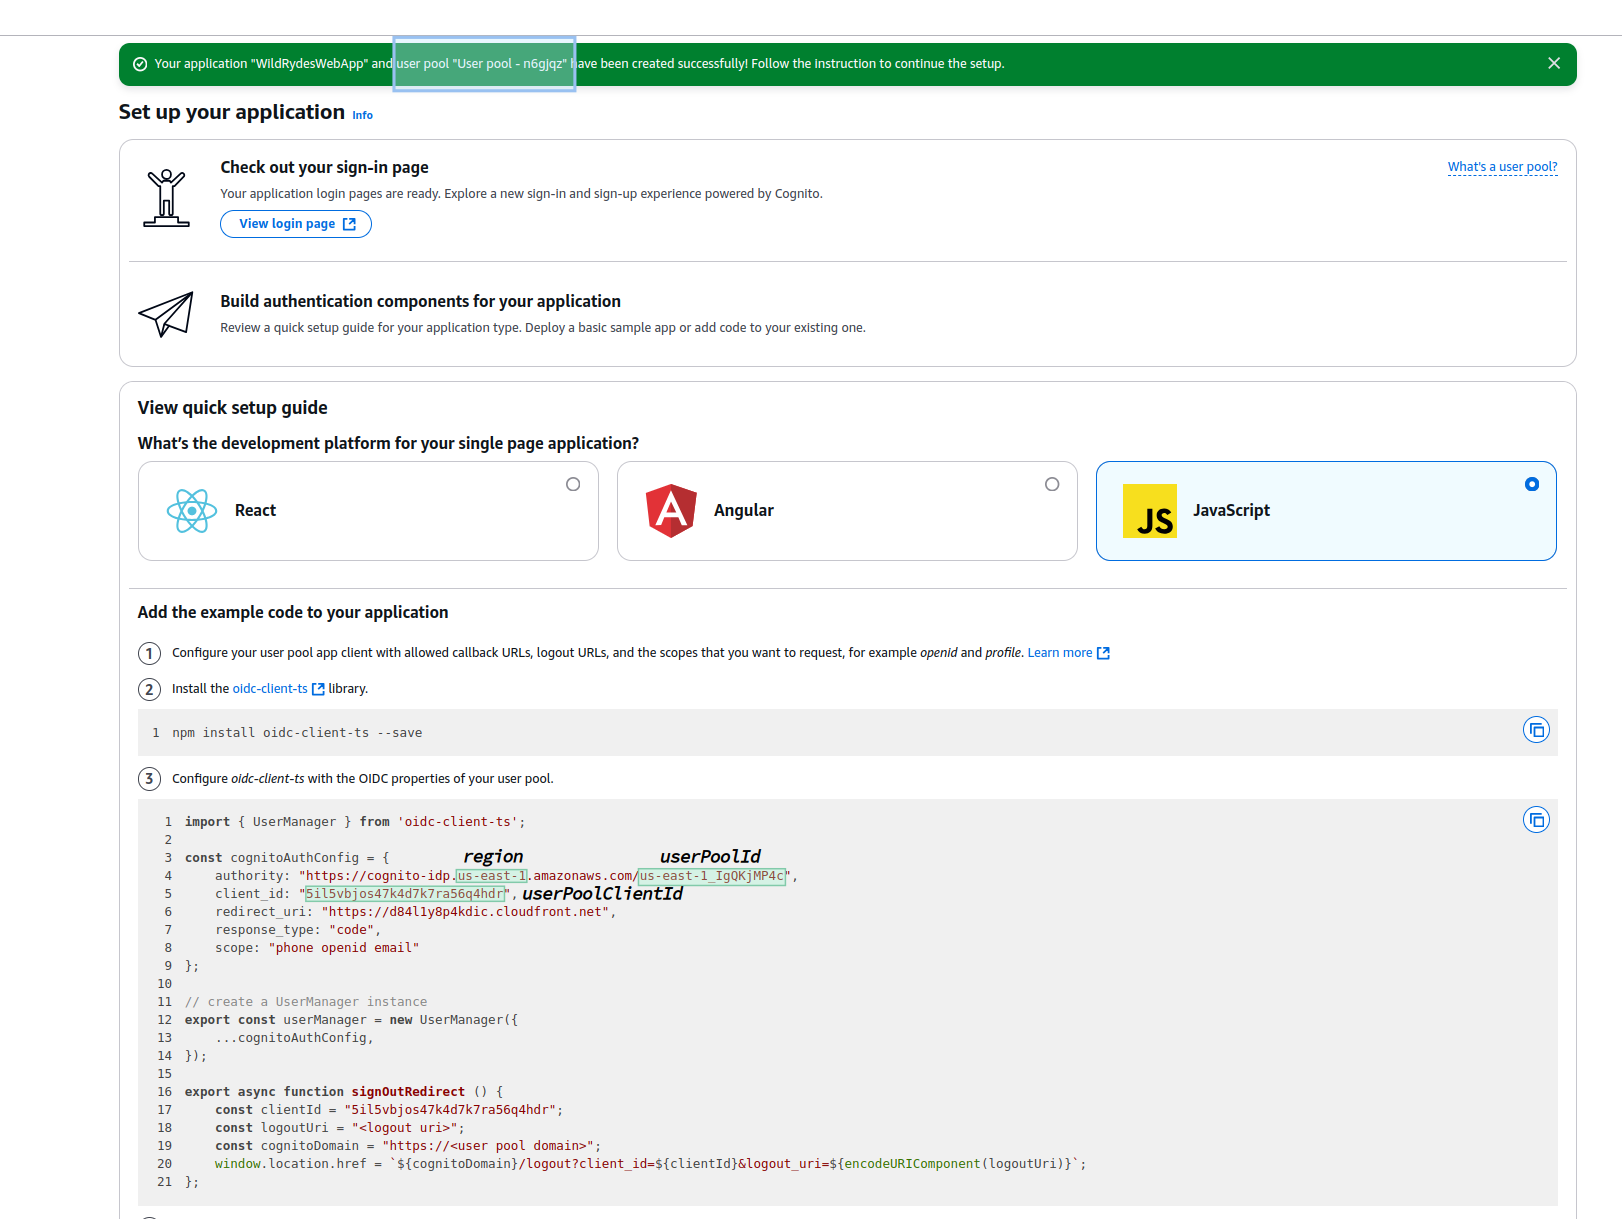 Your application "WildRydesWebApp" and user pool "User pool - n6gjqz" have been created successfully! Follow the instruction to continue the setup.
Set up your application Info
Check out your sign-in page
What's a user pool?
Your application login pages are ready. Explore a new sign-in and sign-up experience powered by Cognito.
View login page
Build authentication components for your application
Review a quick setup guide for your application type. Deploy a basic sample app or add code to your existing one.
View quick setup guide
What's the development platform for your single page application?
React
Angular
JS JavaScript
Add the example code to your application
1 Configure your user pool app client with allowed callback URLs, logout URLs, and the scopes that you want to request, for example openid and profile. Learn more
2 Install the oidc-client-ts library.
1 npm install oidc-client-ts --save
3 Configure oidc-client-ts with the OIDC properties of your user pool.
1 import { UserManager } from 'oidc-client-ts';
2
3 const cognitoAuthConfig = {
region userPoolId
4 authority: "https://cognito-idp.us-east-1.amazonaws.com/us-east-1_IgQKjMP4c",
5 client_id: "5il5vbjos47k4d7k7ra56q4hdr", userPoolClientId
6 redirect_uri: "https://d84l1y8p4kdic.cloudfront.net",
7 response_type: "code",
8 scope: "phone openid email"
9 };
10
11 // create a UserManager instance
12 export const userManager = new UserManager({
13 ...cognitoAuthConfig,
14 });
15
16 export async function signOutRedirect () {
17 const clientId = "5il5vbjos47k4d7k7ra56q4hdr";
18 const logoutUri = "<logout uri>";
19 const cognitoDomain = "https://<user pool domain>";
20 window.location.href = `${cognitoDomain}/logout?client_id=${clientId}&logout_uri=${encodeURIComponent(logoutUri)}`;
21 };